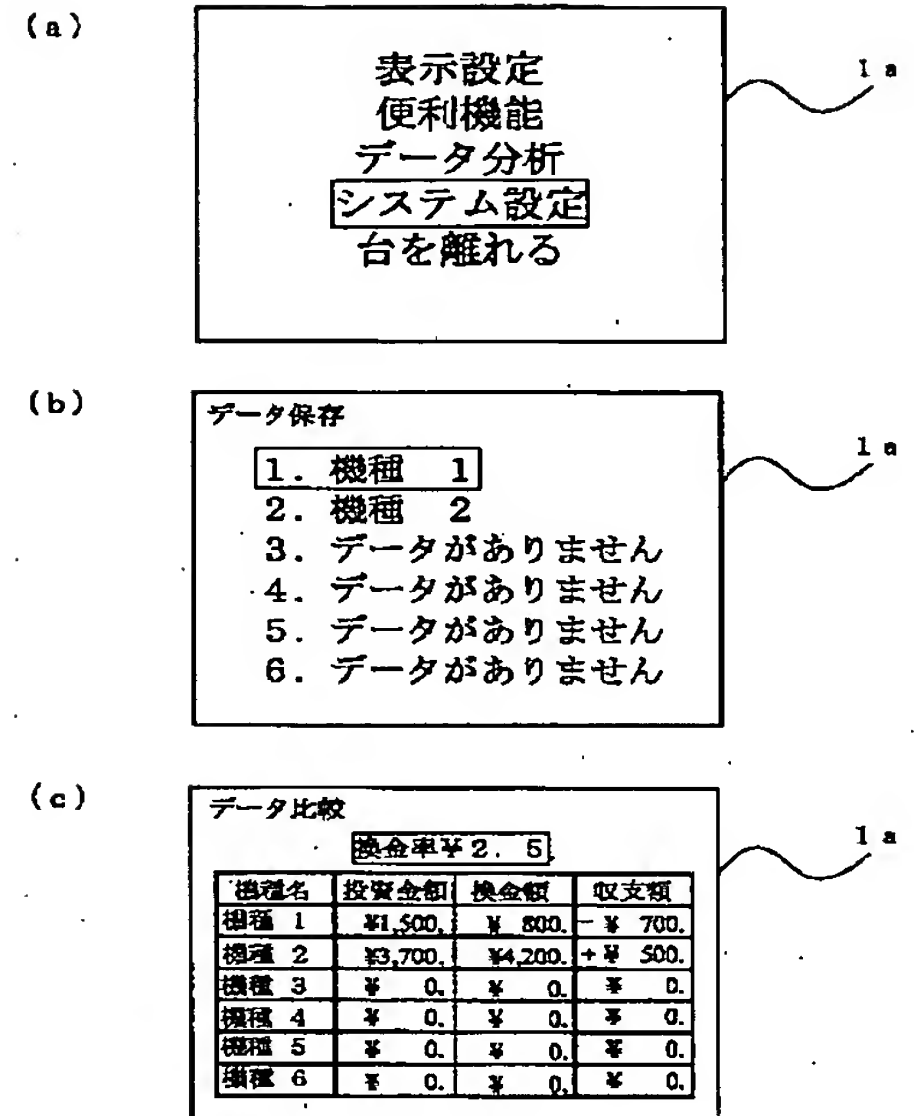 (a)
1a
表示設定
便利機能
データ分析
システム設定
台を離れる
(b)
1a
データ保存
1. 機種 1
2. 機種 2
3. データがありません
4. データがありません
5. データがありません
6. データがありません
(c)
1a
データ比較
換金率¥2.5
機種名 投資金額 換金額 収支額
機種 1 ¥1,500. ¥ 800. -¥ 700.
機種 2 ¥3,700. ¥4,200. +¥ 500.
機種 3 ¥ 0. ¥ 0. ¥ 0.
機種 4 ¥ 0. ¥ 0. ¥ 0.
機種 5 ¥ 0. ¥ 0. ¥ 0.
機種 6 ¥ 0. ¥ 0. ¥ 0.